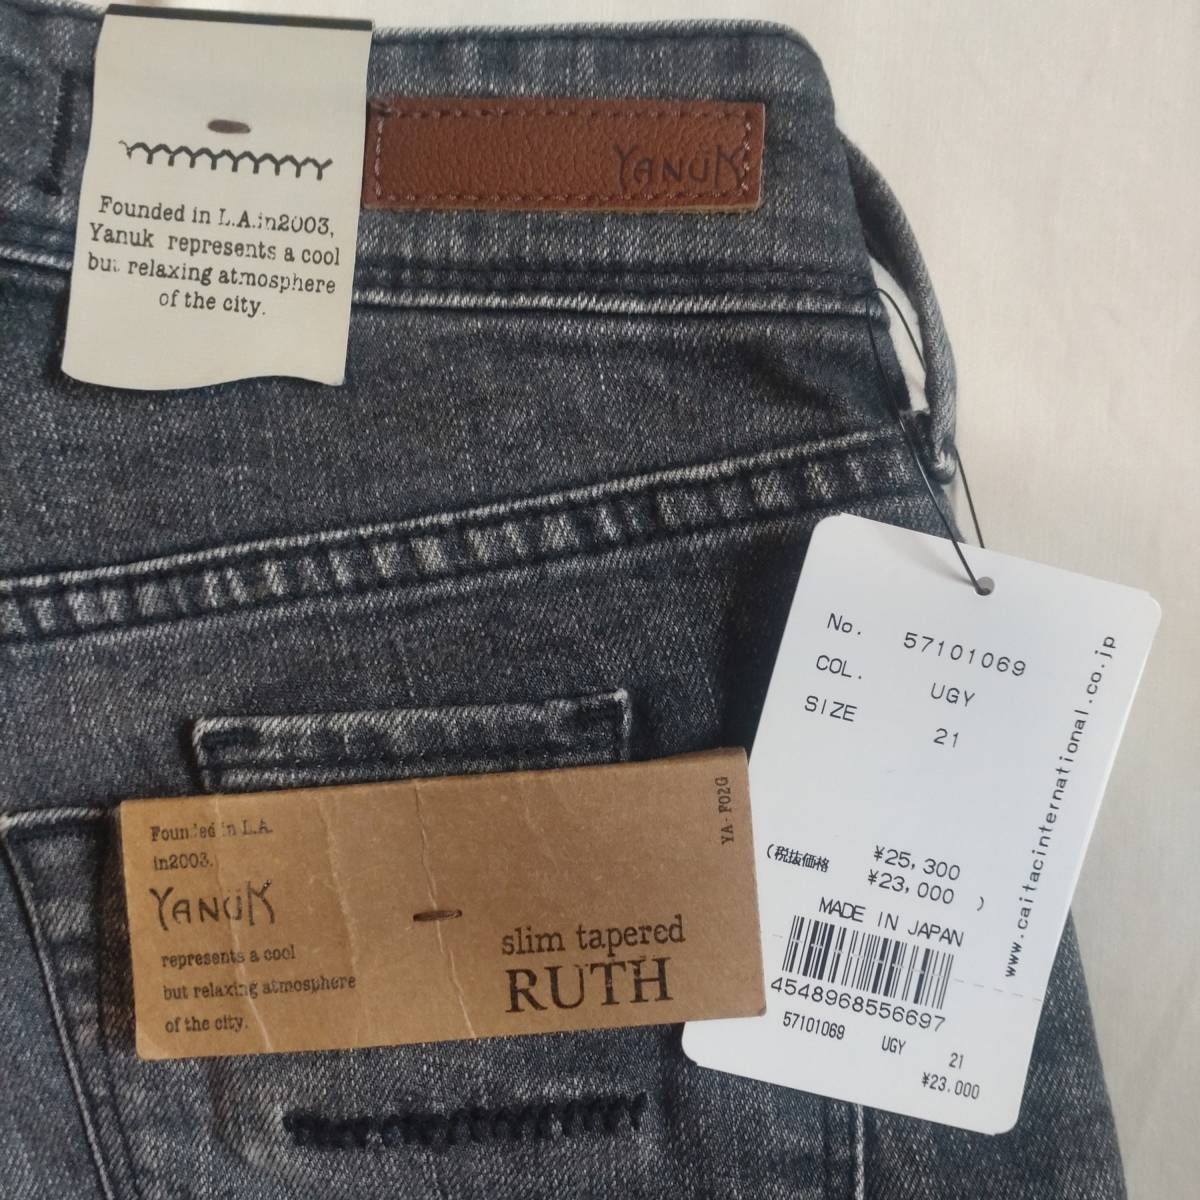 Founded in L.A.in2003,
Yanuk represents a cool
but relaxing atmosphere
of the city.
YANUK
No. 57101069
COL. UGY
SIZE 21
¥25,300
(税抜価格 ¥23,000 )
MADE IN JAPAN
4548968556697
57101069 UGY 21
¥23.000
www.caitacinternational.co.jp
YA-F02G
Founded in L.A.
in2003.
YANUK
represents a cool
but relaxing atmosphere
of the city.
slim tapered
RUTH